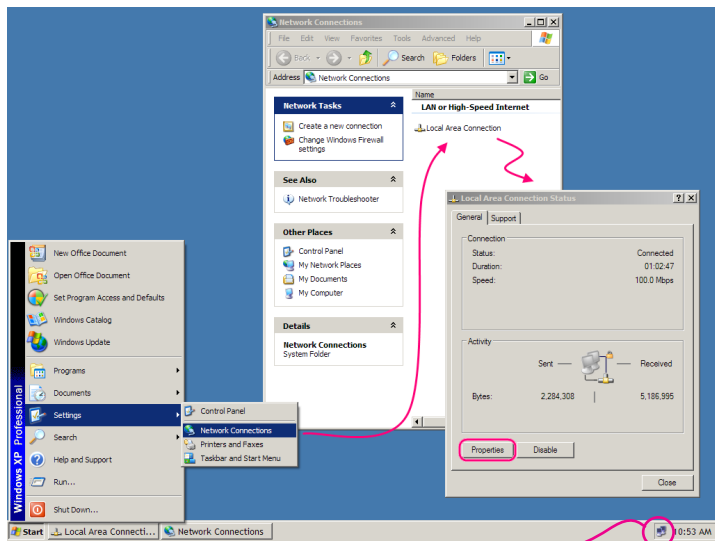 Network Connections
File Edit View Favorites Tools Advanced Help
Back Search Folders
Address Network Connections Go
Network Tasks
Create a new connection
Change Windows Firewall
settings
See Also
Network Troubleshooter
Other Places
Control Panel
My Network Places
My Documents
My Computer
Details
Network Connections
System Folder
Name
LAN or High-Speed Internet
Local Area Connection
Local Area Connection Status
General Support
Connection
Status: Connected
Duration: 01:02:47
Speed: 100.0 Mbps
Activity
Sent Received
Bytes: 2,284,308 5,186,995
Properties Disable
Close
Windows XP Professional
New Office Document
Open Office Document
Set Program Access and Defaults
Windows Catalog
Windows Update
Programs
Documents
Settings
Search
Help and Support
Run...
Shut Down...
Control Panel
Network Connections
Printers and Faxes
Taskbar and Start Menu
Start Local Area Connecti... Network Connections 10:53 AM